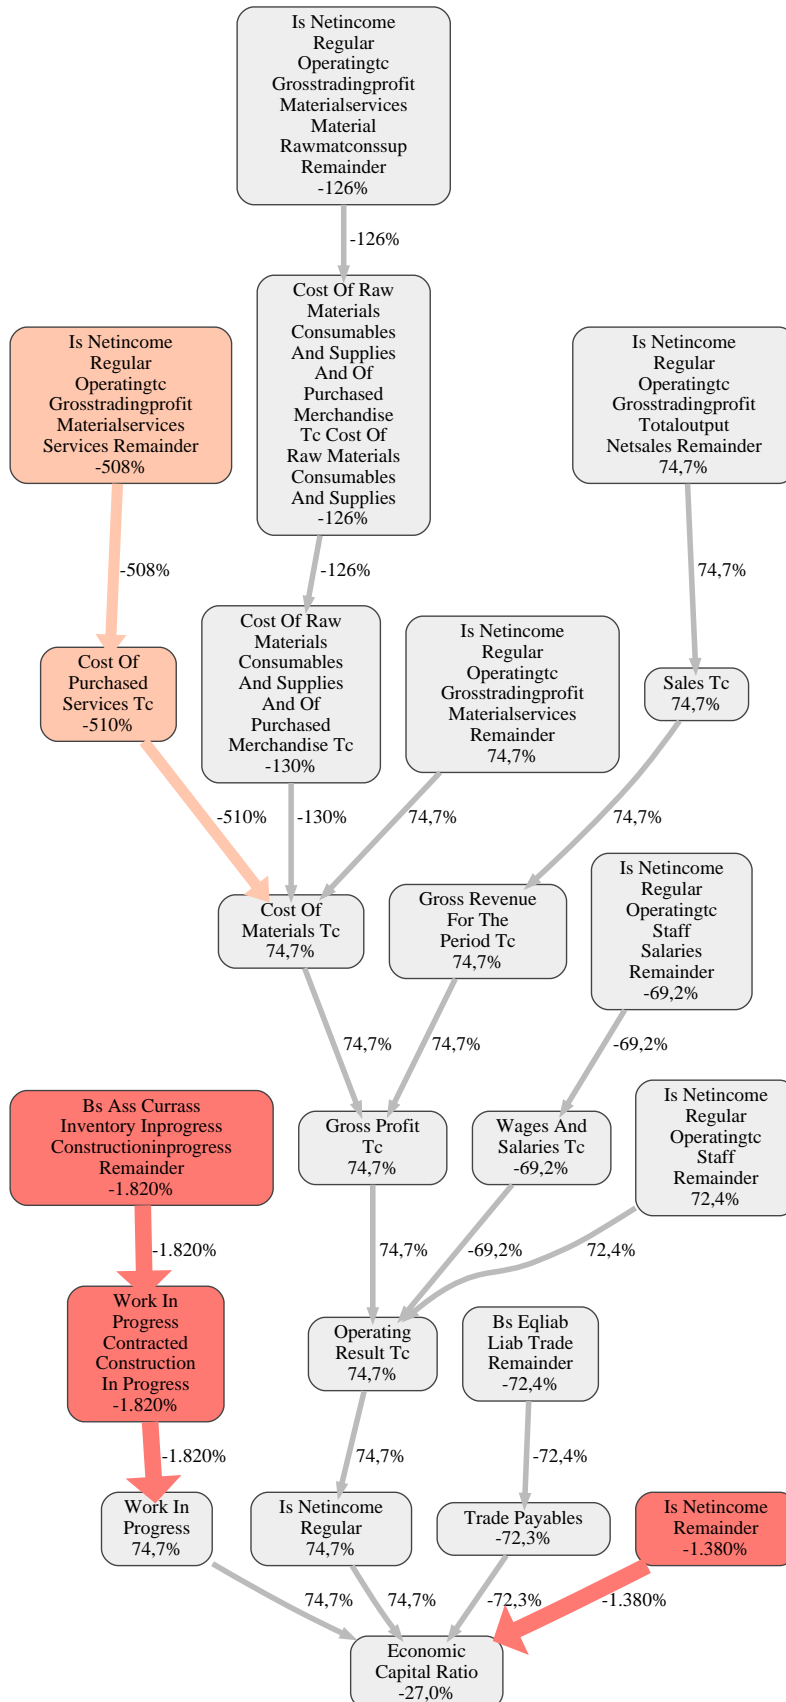 Is Netincome
Regular
Operatingtc
Grosstradingprofit
Materialservices
Material
Rawmatconssup
Remainder
-126%
-126%
Cost Of Raw
Materials
Consumables
And Supplies
And Of
Purchased
Merchandise
Tc Cost Of
Raw Materials
Consumables
And Supplies
-126%
Is Netincome
Regular
Operatingtc
Grosstradingprofit
Materialservices
Services Remainder
-508%
Is Netincome
Regular
Operatingtc
Grosstradingprofit
Totaloutput
Netsales Remainder
74,7%
-508%
-126%
74,7%
Cost Of
Purchased
Services Tc
-510%
Cost Of Raw
Materials
Consumables
And Supplies
And Of
Purchased
Merchandise Tc
-130%
Is Netincome
Regular
Operatingtc
Grosstradingprofit
Materialservices
Remainder
74,7%
Sales Tc
74,7%
-510%
-130%
74,7%
74,7%
Cost Of
Materials Tc
74,7%
Gross Revenue
For The
Period Tc
74,7%
Is Netincome
Regular
Operatingtc
Staff
Salaries
Remainder
-69,2%
74,7%
74,7%
-69,2%
Bs Ass Currass
Inventory Inprogress
Constructioninprogress
Remainder
-1.820%
Gross Profit
Tc
74,7%
Wages And
Salaries Tc
-69,2%
Is Netincome
Regular
Operatingtc
Staff
Remainder
72,4%
-1.820%
74,7%
-69,2%
72,4%
Work In
Progress
Contracted
Construction
In Progress
-1.820%
Operating
Result Tc
74,7%
Bs Eqliab
Liab Trade
Remainder
-72,4%
-1.820%
74,7%
-72,4%
Work In
Progress
74,7%
Is Netincome
Regular
74,7%
Trade Payables
-72,3%
Is Netincome
Remainder
-1.380%
74,7%
74,7%
-72,3%
-1.380%
Economic
Capital Ratio
-27,0%